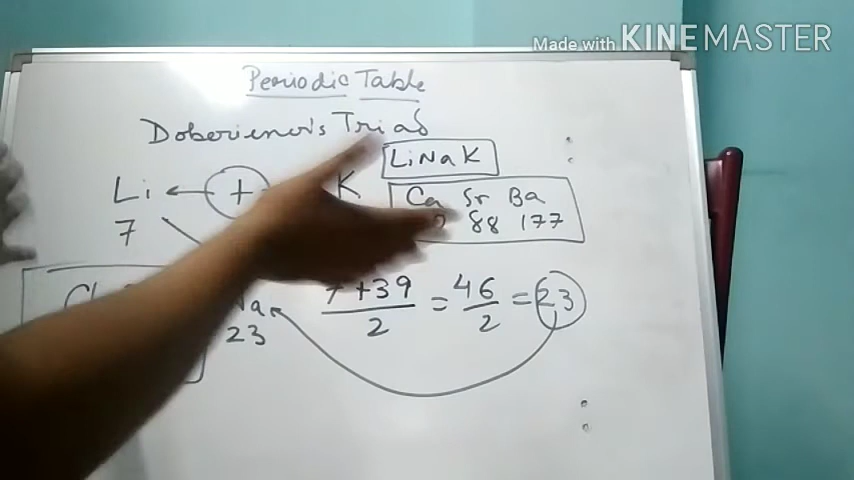 Made with KINEMASTER
Periodic Table
Doberiener's Triad
LiNaK
Li ← + K
Ca Sr Ba
7
88 177
7+39/2 = 46/2 = 23
23